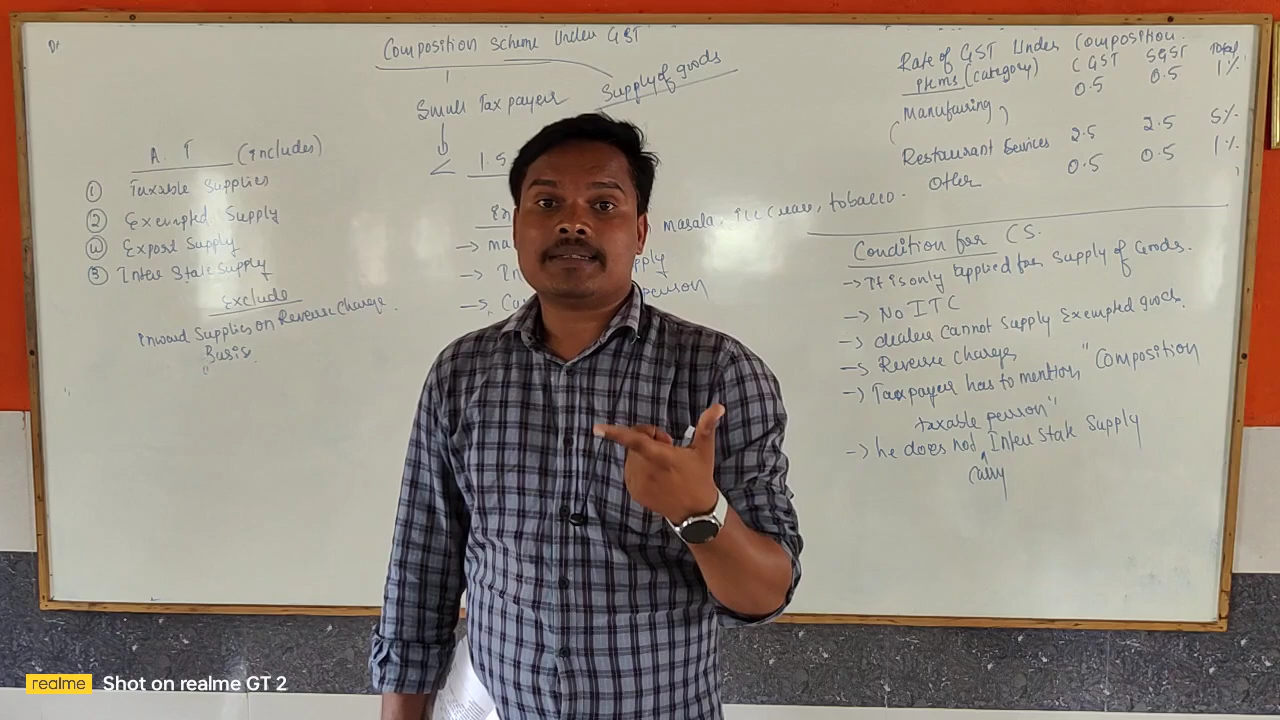 Composition Scheme Under GST
Supply of goods
Small Tax payer
< 1.5
A. T (Includes)
① Taxable Supplies
② Exempted Supply
Export Supply
Inter State Supply
Exclude
Inward Supplies on Reverse Charge
Basis.
masala, Ice Cream, tobacco.
person
Rate of GST Under Composition.
Items (Category) CGST SGST Total
0.5 0.5 1%
Restaurant Services 2.5 2.5 5%
Other 0.5 0.5 1%
Condition for CS.
→ It is only applied for Supply of Goods.
→ No ITC
→ dealer Cannot Supply Exempted goods.
→ Reverse Charge
→ Taxpayer has to mention "Composition
taxable person"
→ he does not Inter State Supply
Carry
realme Shot on realme GT 2